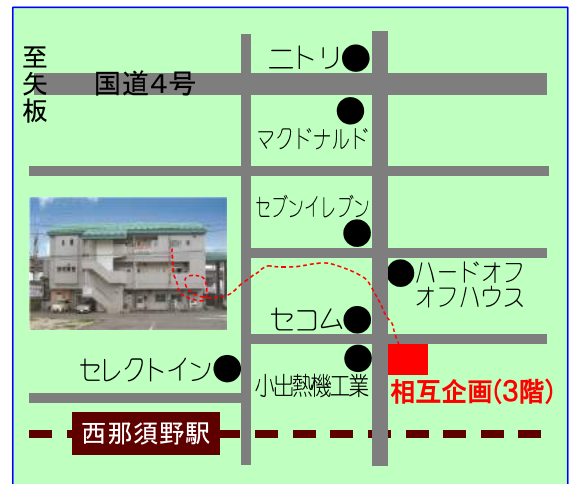 ニトリ
至矢板
国道4号
マクドナルド
セブンイレブン
ハードオフ
オフハウス
セコム
セレクトイン
小出熱機工業
相互企画(3階)
西那須野駅